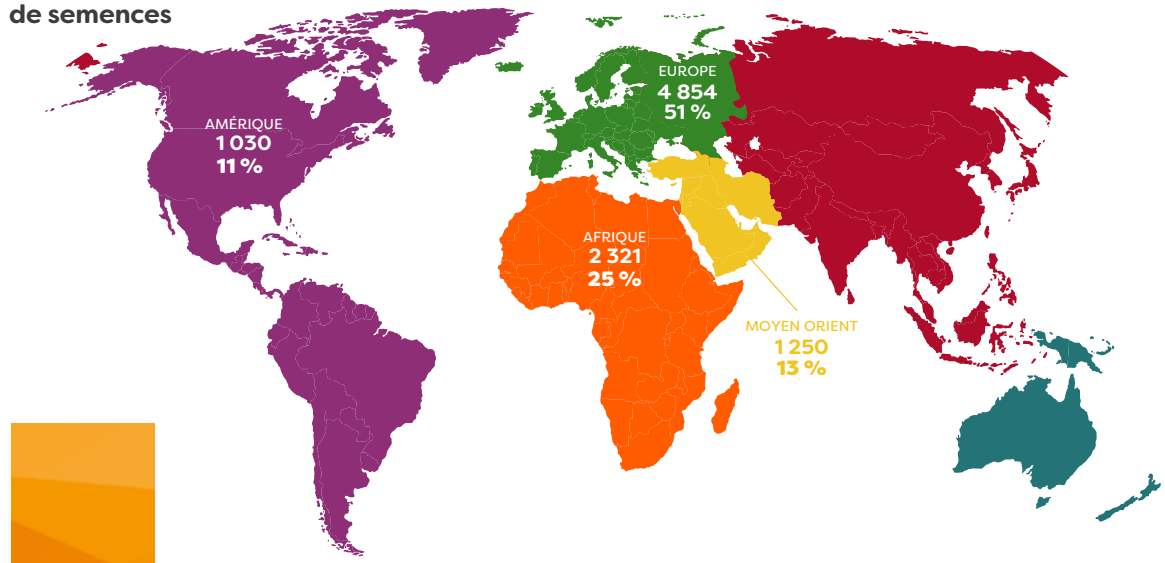 de semences
EUROPE
4 854
51 %
AMÉRIQUE
1 030
11 %
AFRIQUE
2 321
25 %
MOYEN ORIENT
1 250
13 %